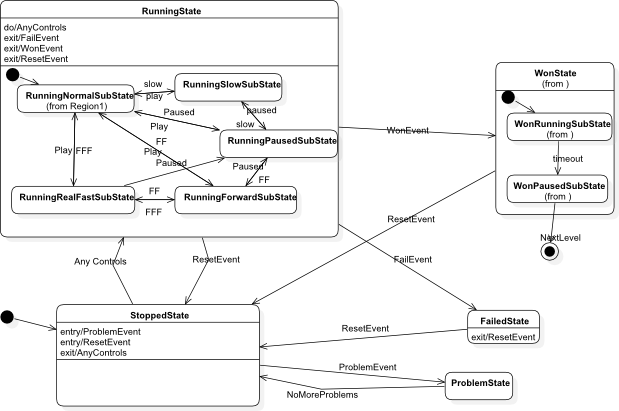 RunningState
do/AnyControls
exit/FailEvent
exit/WonEvent
exit/ResetEvent
RunningNormalSubState
(from Region1)
slow
play
RunningSlowSubState
Paused
Play
paused
slow
RunningPausedSubState
Play
FFF
FF
Play
Paused
Paused
FF
RunningRealFastSubState
FF
FFF
RunningForwardSubState
WonEvent
WonState
(from )
WonRunningSubState
(from )
timeout
WonPausedSubState
(from )
NextLevel
ResetEvent
Any Controls
ResetEvent
FailEvent
StoppedState
entry/ProblemEvent
entry/ResetEvent
exit/AnyControls
ResetEvent
FailedState
exit/ResetEvent
ProblemEvent
NoMoreProblems
ProblemState